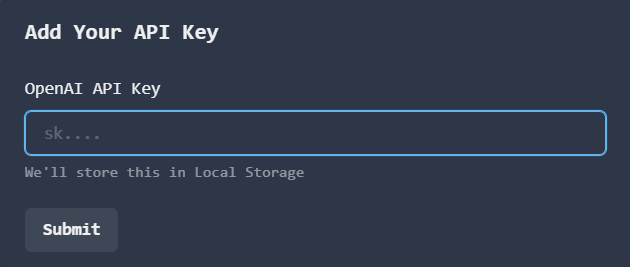 Add Your API Key
OpenAI API Key
sk....
We'll store this in Local Storage
Submit